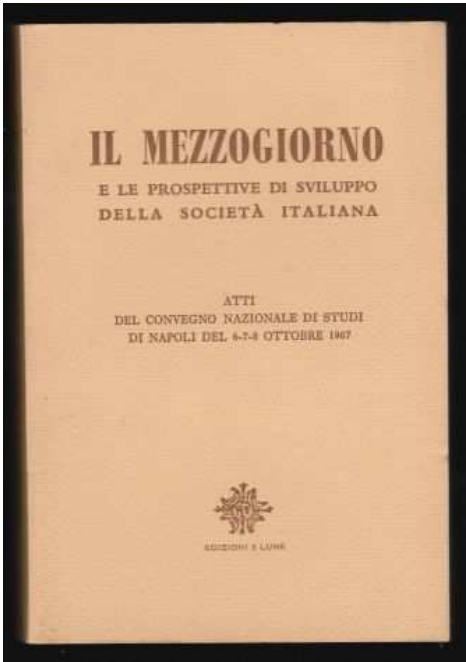 IL MEZZOGIORNO
E LE PROSPETTIVE DI SVILUPPO
DELLA SOCIETÀ ITALIANA
ATTI
DEL CONVEGNO NAZIONALE DI STUDI
DI NAPOLI DEL 6-7-8 OTTOBRE 1967
EDIZIONI 5 LUNE